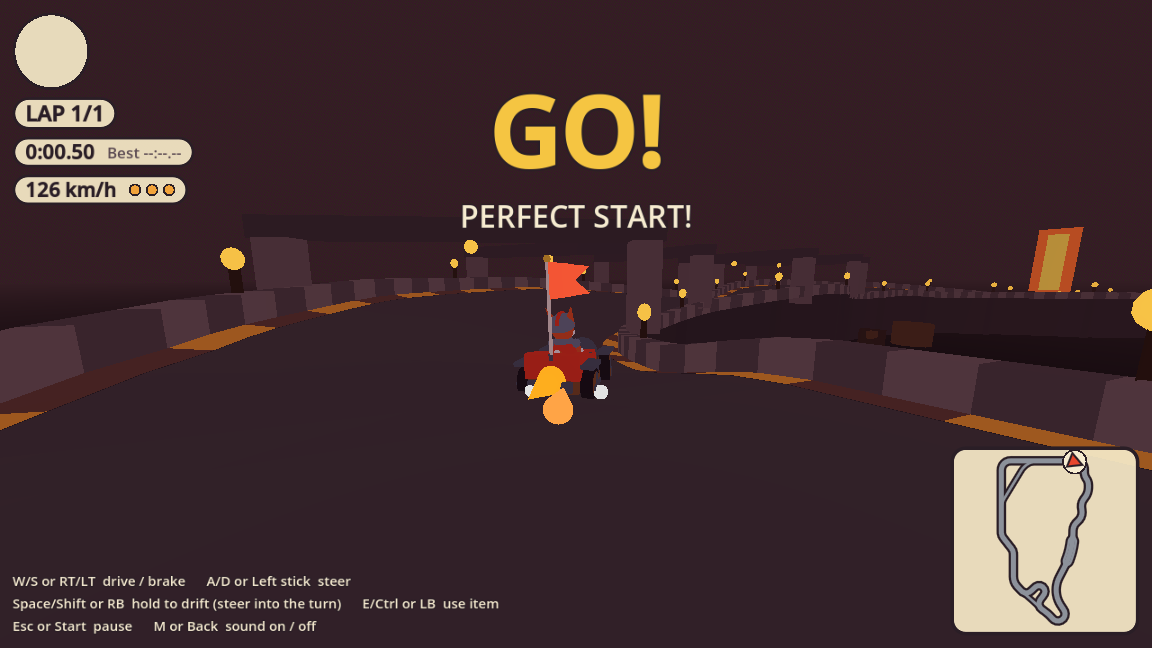 LAP 1/1
0:00.50 Best --:--.--
126 km/h
GO!
PERFECT START!
W/S or RT/LT drive / brake A/D or Left stick steer
Space/Shift or RB hold to drift (steer into the turn) E/Ctrl or LB use item
Esc or Start pause M or Back sound on / off